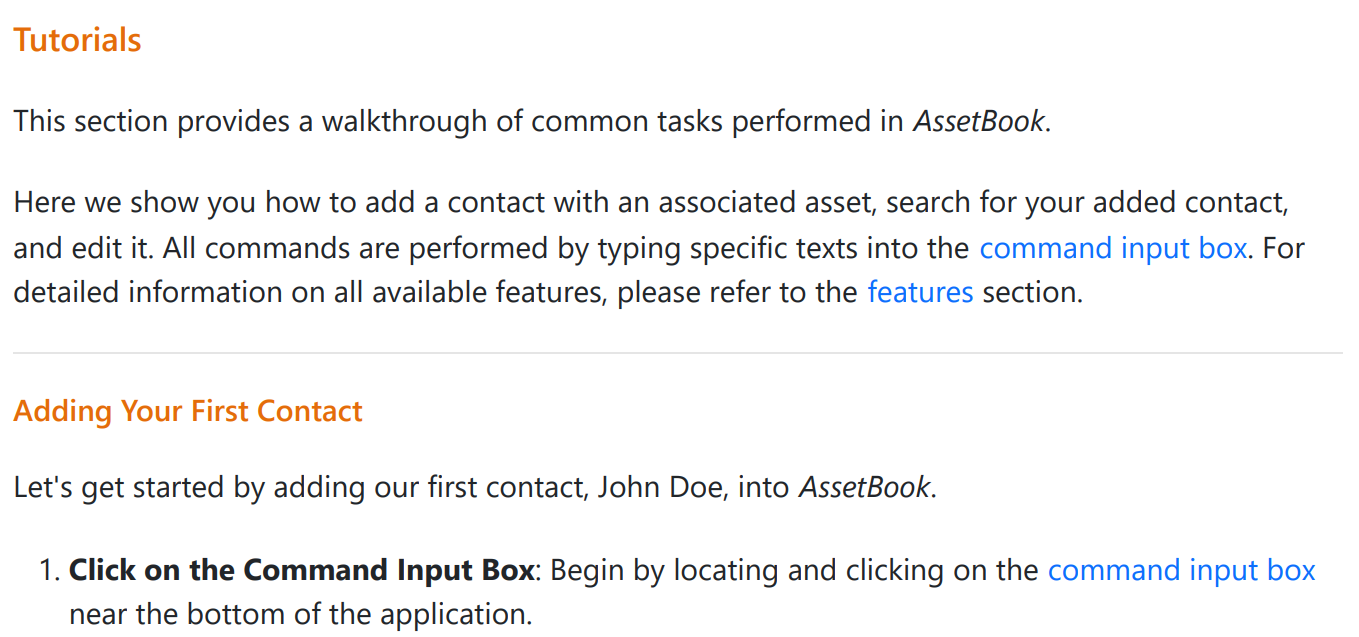 Tutorials
This section provides a walkthrough of common tasks performed in AssetBook.
Here we show you how to add a contact with an associated asset, search for your added contact,
and edit it. All commands are performed by typing specific texts into the command input box. For
detailed information on all available features, please refer to the features section.
Adding Your First Contact
Let's get started by adding our first contact, John Doe, into AssetBook.
1. Click on the Command Input Box: Begin by locating and clicking on the command input box
near the bottom of the application.